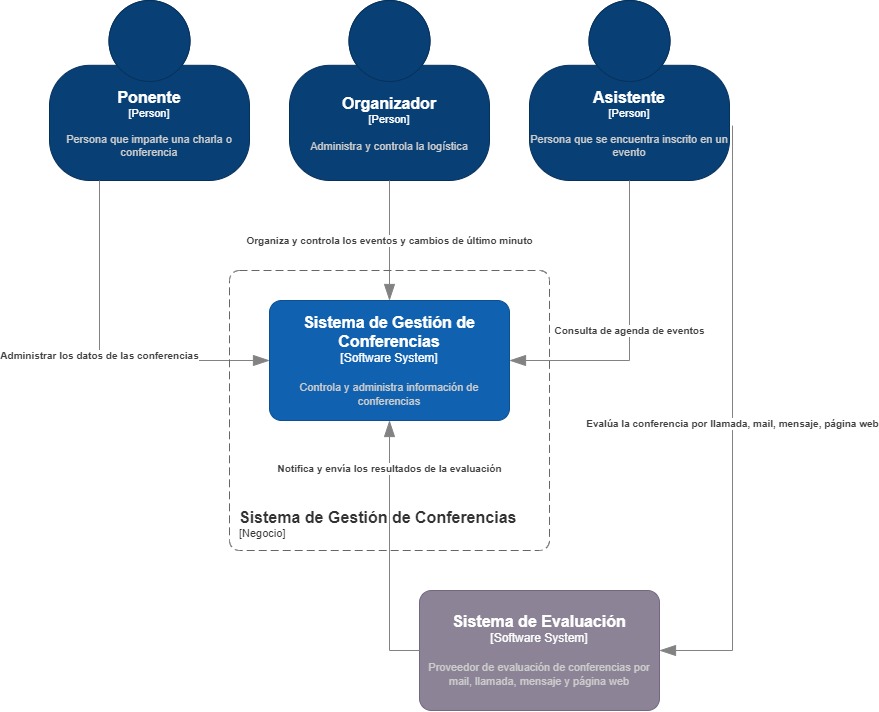 Ponente
[Person]
Persona que imparte una charla o
conferencia
Organizador
[Person]
Administra y controla la logística
Asistente
[Person]
Persona que se encuentra inscrito en un
evento
Organiza y controla los eventos y cambios de último minuto
Sistema de Gestión de
Conferencias
[Software System]
Controla y administra información de
conferencias
Consulta de agenda de eventos
Administrar los datos de las conferencias
Evalúa la conferencia por llamada, mail, mensaje, página web
Notifica y envía los resultados de la evaluación
Sistema de Gestión de Conferencias
[Negocio]
Sistema de Evaluación
[Software System]
Proveedor de evaluación de conferencias por
mail, llamada, mensaje y página web